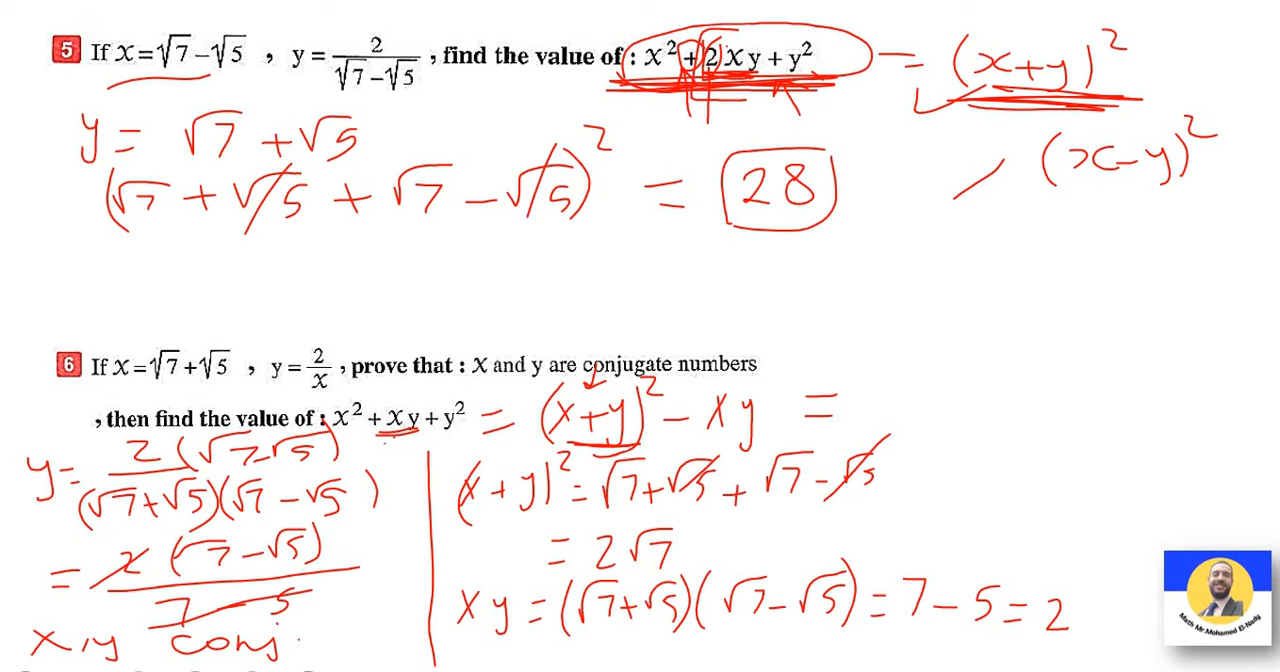 5 If x = √7 − √5 , y = 2/(√7 − √5) , find the value of : x² + 2xy + y² = (x+y)²
(x−y)²
y = √7 + √5
(√7 + √5 + √7 − √5)² = 28
6 If x = √7 + √5 , y = 2/x , prove that : x and y are conjugate numbers
, then find the value of : x² + xy + y² = (x+y)² − xy =
y = 2(√7−√5)/((√7+√5)(√7−√5))
= 2(√7−√5)/(7−5)
x, y conj.
(x+y)² = √7+√5 + √7−√5
= 2√7
xy = (√7+√5)(√7−√5) = 7−5 = 2
Math Mr.Mohamed El-Nady